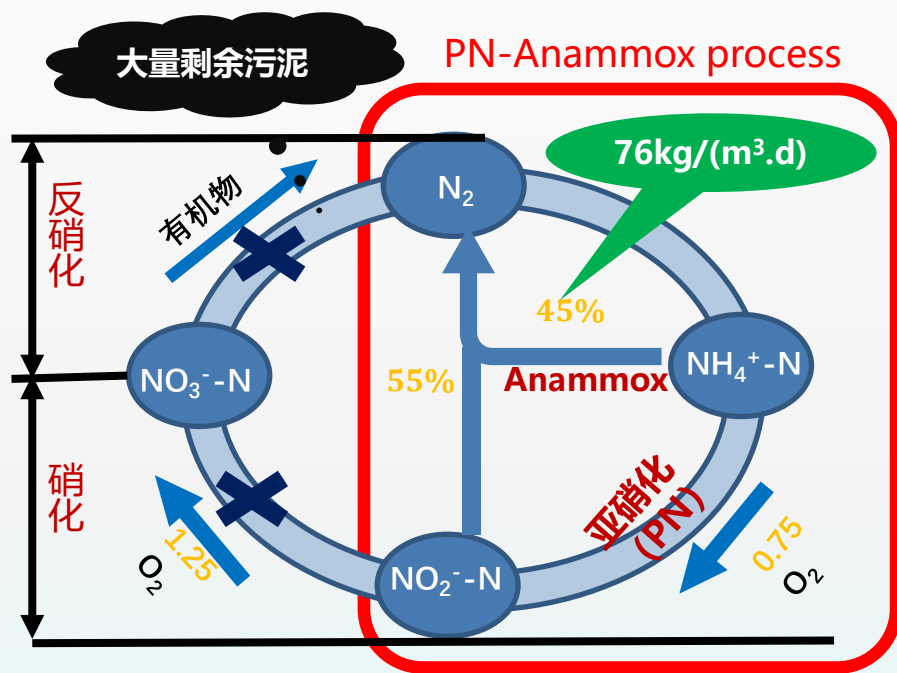 大量剩余污泥
PN-Anammox process
76kg/(m³.d)
反硝化
有机物
N₂
45%
NO₃⁻-N
55%
Anammox
NH₄⁺-N
硝化
1.25
O₂
亚硝化
(PN)
0.75
O₂
NO₂⁻-N